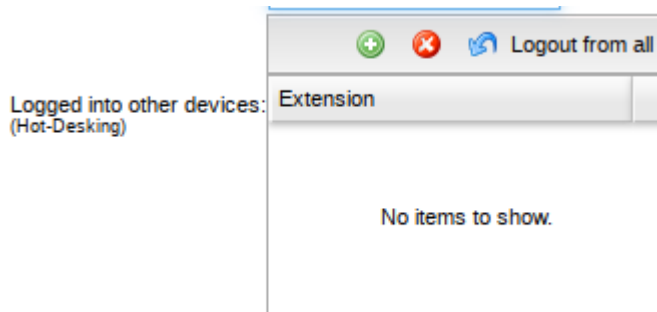 Logout from all
Logged into other devices:
(Hot-Desking)
Extension
No items to show.